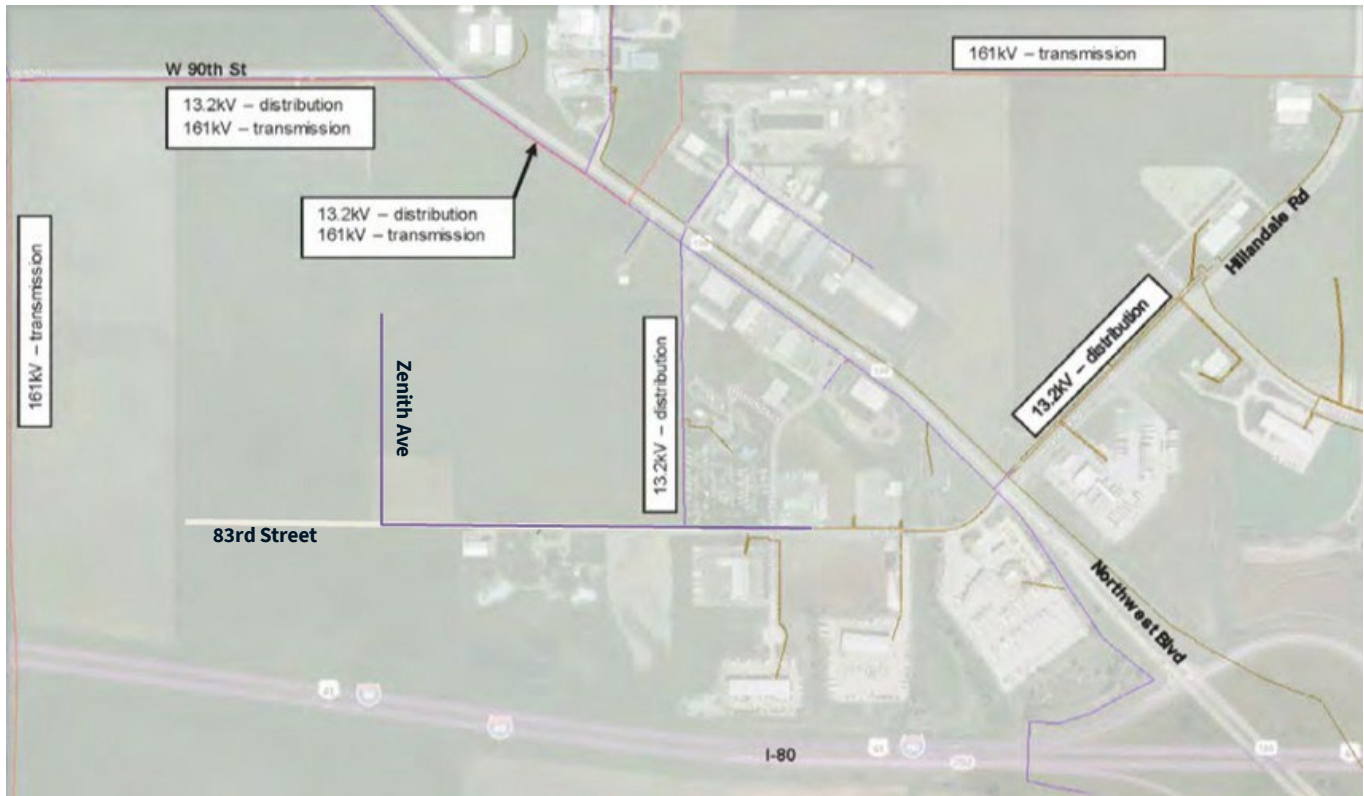 161kV – transmission
W 90th St
13.2kV – distribution
161kV – transmission
13.2kV – distribution
161kV – transmission
Hillandale Rd
161kV – transmission
13.2kV – distribution
13.2kV – distribution
Zenith Ave
83rd Street
Northwest Blvd
I-80